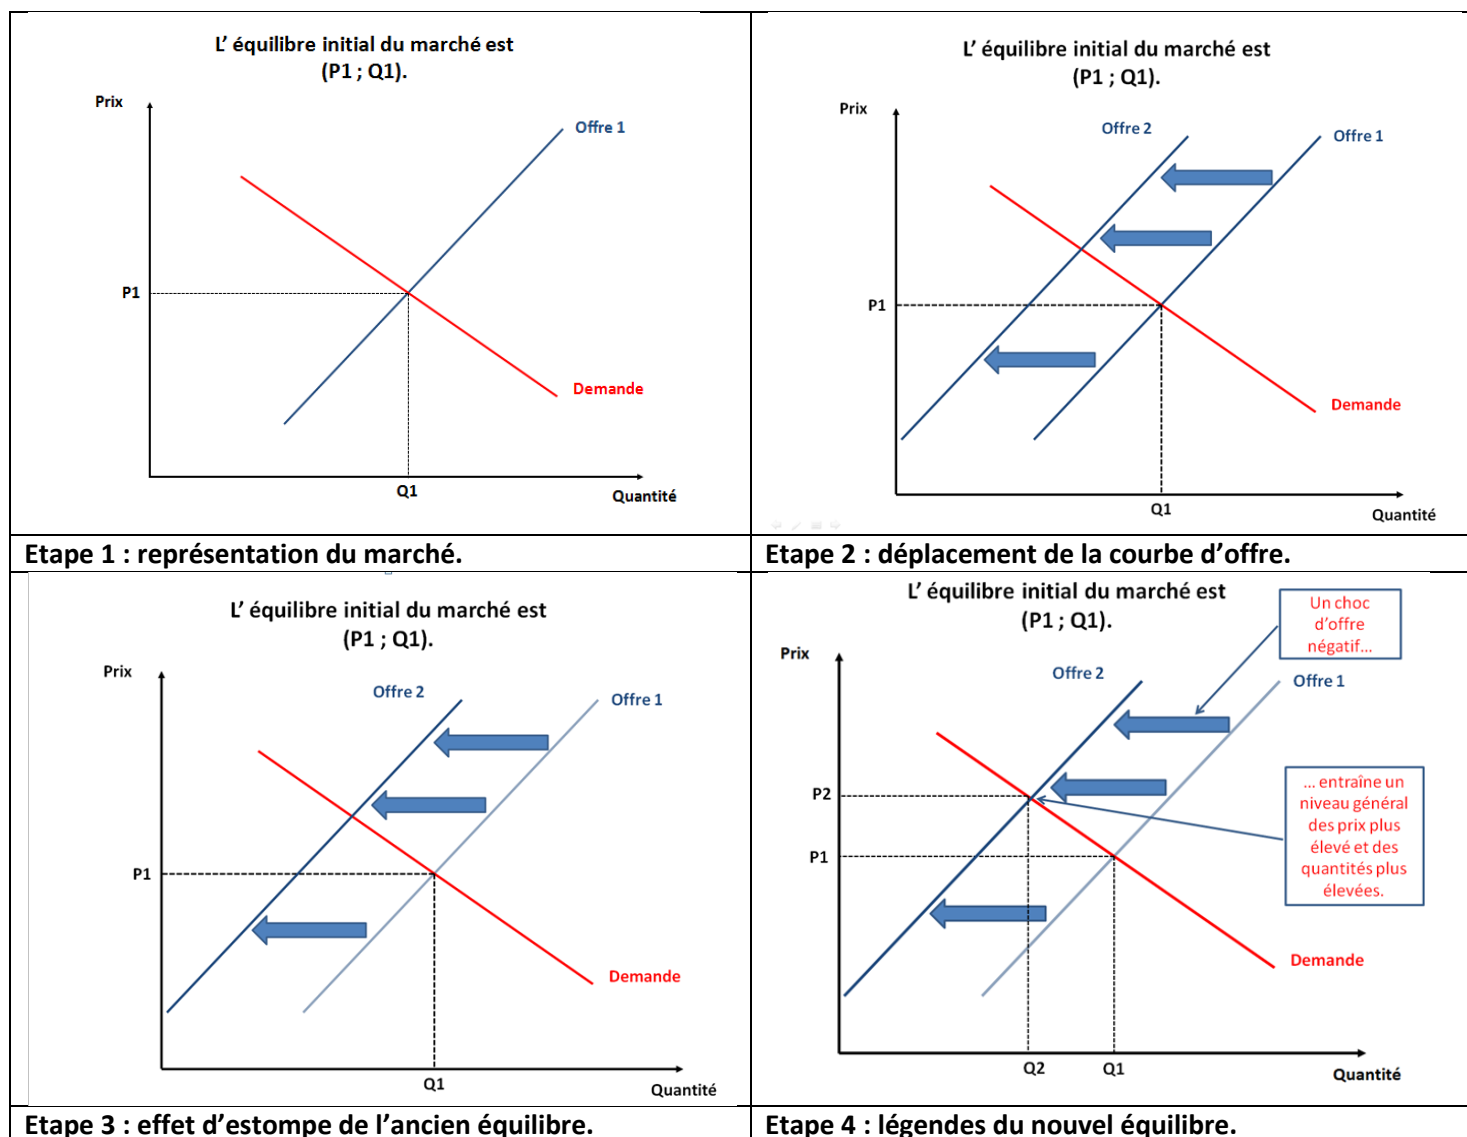 L’ équilibre initial du marché est
(P1 ; Q1).
Prix
Offre 1
P1
Demande
Q1
Quantité
Etape 1 : représentation du marché.
L’ équilibre initial du marché est
(P1 ; Q1).
Prix
Offre 2
Offre 1
P1
Demande
Q1
Quantité
Etape 2 : déplacement de la courbe d’offre.
L’ équilibre initial du marché est
(P1 ; Q1).
Prix
Offre 2
Offre 1
P1
Demande
Q1
Quantité
Etape 3 : effet d’estompe de l’ancien équilibre.
L’ équilibre initial du marché est
(P1 ; Q1).
Un choc
d’offre
négatif...
Prix
Offre 2
Offre 1
P2
P1
... entraîne un
niveau général
des prix plus
élevé et des
quantités plus
élevées.
Demande
Q2
Q1
Quantité
Etape 4 : légendes du nouvel équilibre.